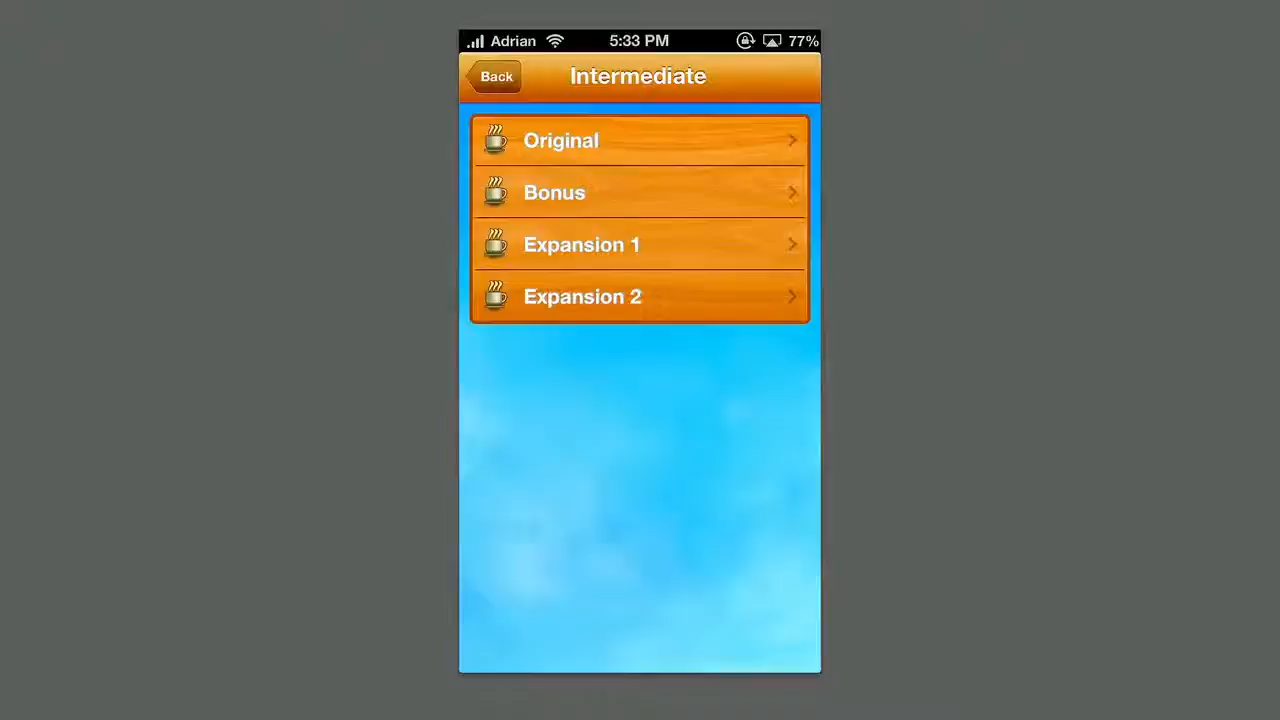 Adrian 5:33 PM 77%
Back Intermediate
Original
Bonus
Expansion 1
Expansion 2